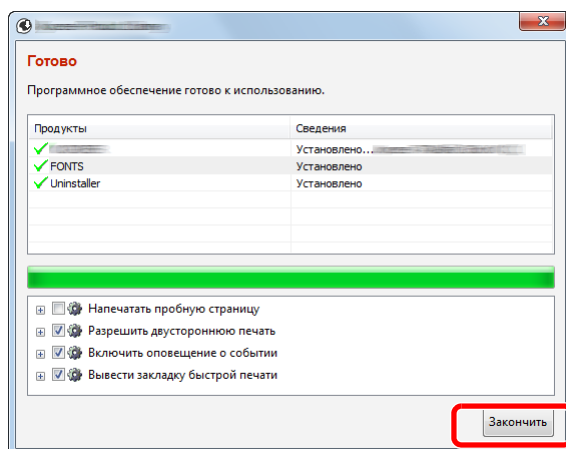 Готово
Программное обеспечение готово к использованию.
Продукты Сведения
Установлено...
FONTS Установлено
Uninstaller Установлено
Напечатать пробную страницу
Разрешить двустороннюю печать
Включить оповещение о событии
Вывести закладку быстрой печати
Закончить